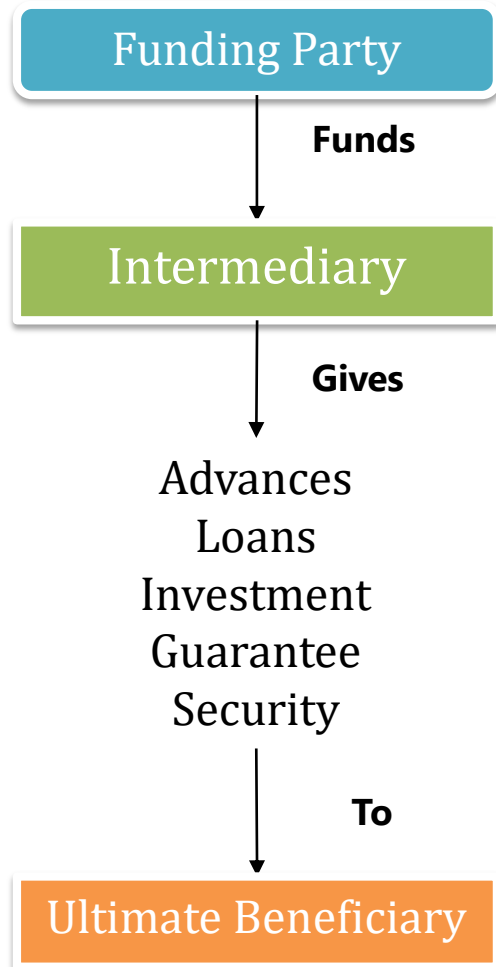 Funding Party
Funds
Intermediary
Gives
Advances
Loans
Investment
Guarantee
Security
To
Ultimate Beneficiary